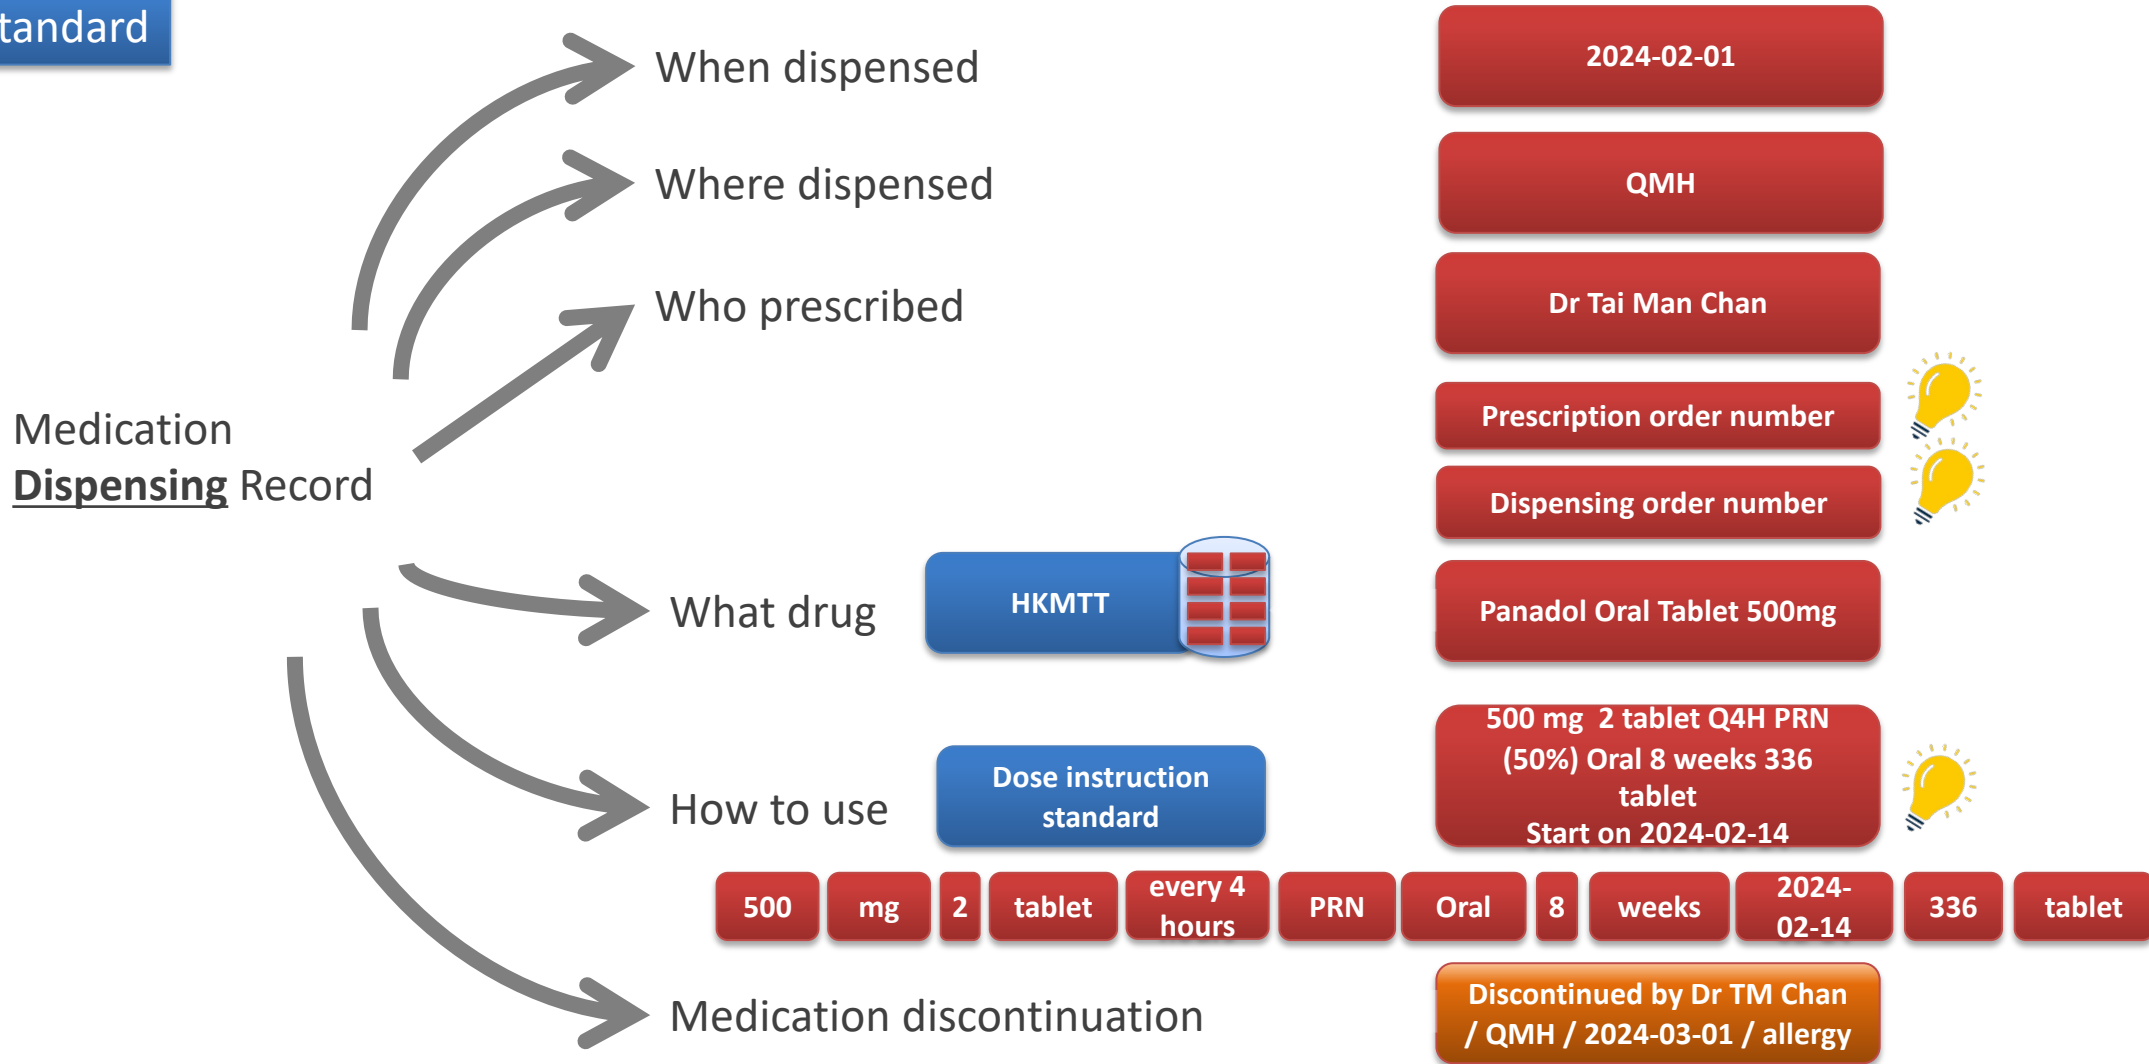 tandard
When dispensed
2024-02-01
Where dispensed
QMH
Who prescribed
Dr Tai Man Chan
Prescription order number
Medication
Dispensing Record
Dispensing order number
What drug
HKMTT
Panadol Oral Tablet 500mg
How to use
Dose instruction
standard
500 mg  2 tablet Q4H PRN
(50%) Oral 8 weeks 336
tablet
Start on 2024-02-14
500
mg
2
tablet
every 4
hours
PRN
Oral
8
weeks
2024-
02-14
336
tablet
Medication discontinuation
Discontinued by Dr TM Chan
/ QMH / 2024-03-01 / allergy